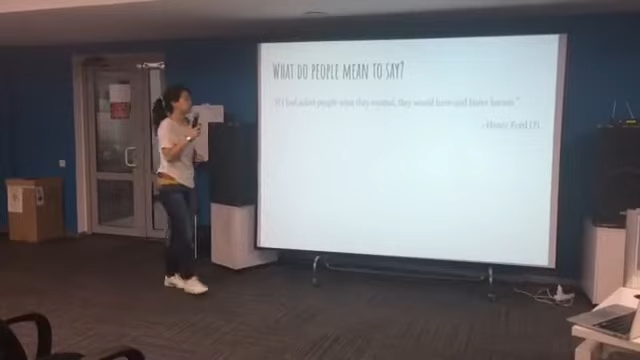 WHAT DO PEOPLE MEAN TO SAY?
"If I had asked people what they wanted, they would have said faster horses."
- Henry Ford